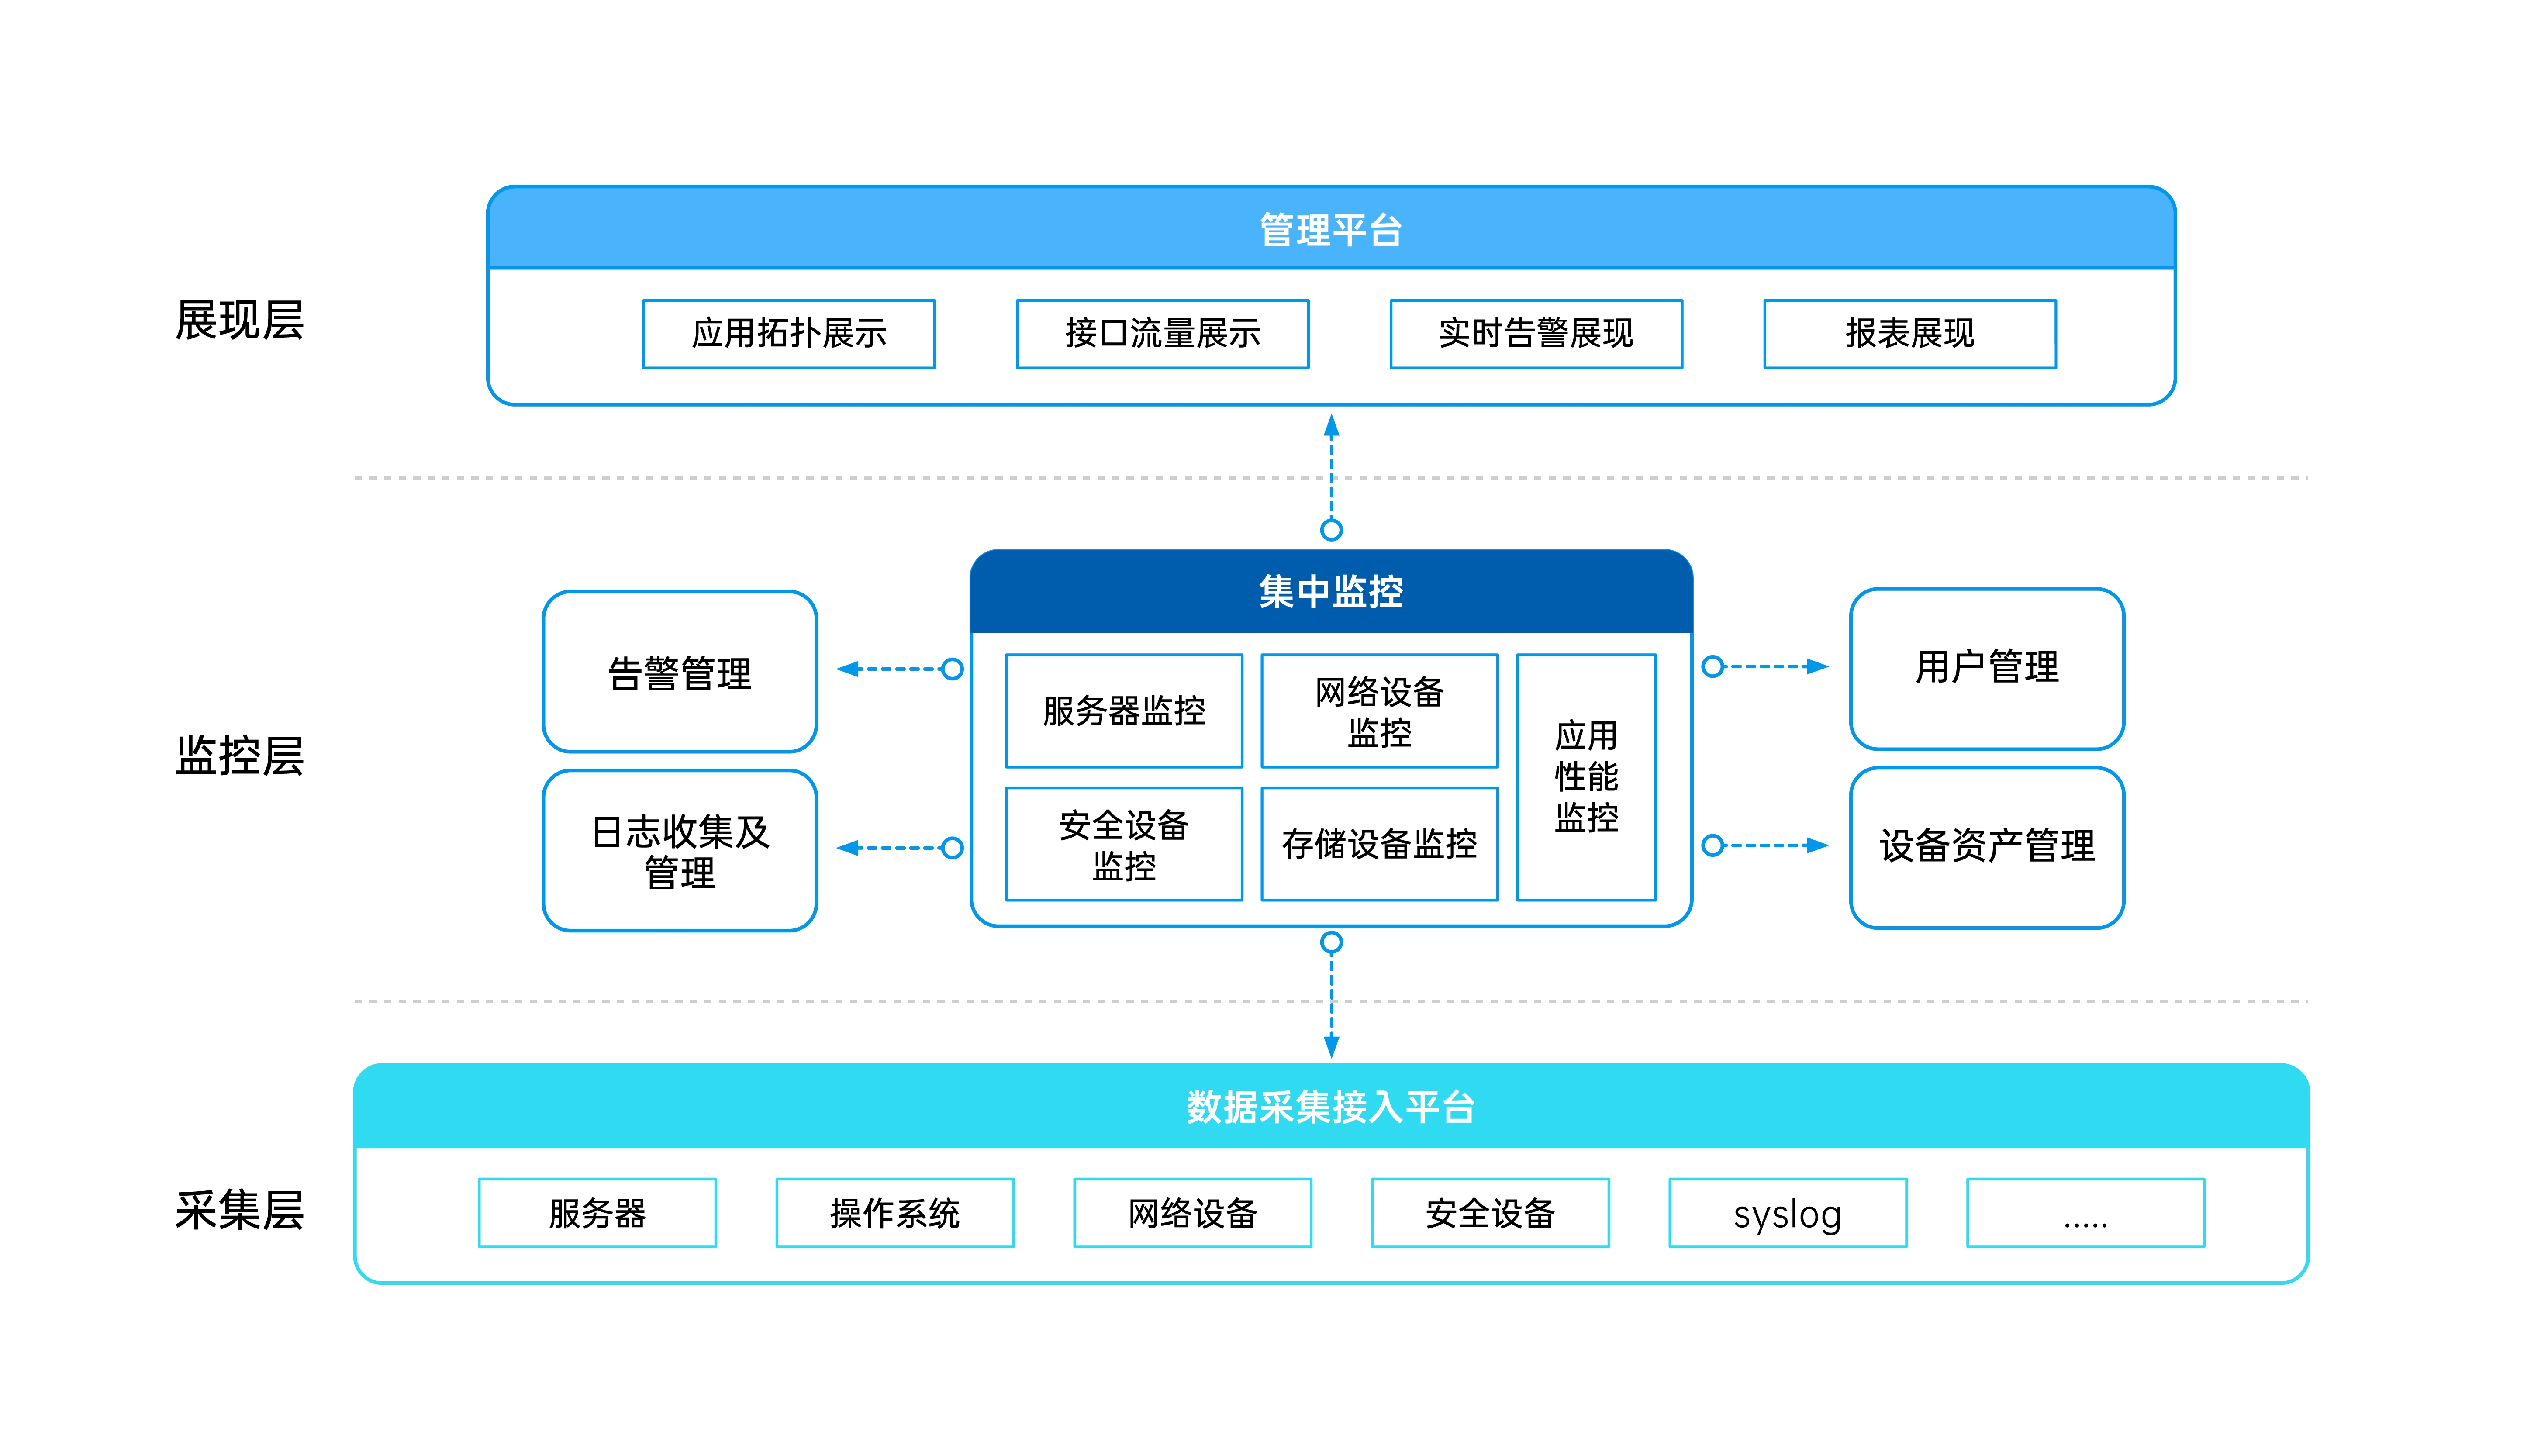 管理平台
展现层
应用拓扑展示
接口流量展示
实时告警展现
报表展现
监控层
告警管理
日志收集及
管理
集中监控
服务器监控
网络设备
监控
安全设备
监控
存储设备监控
应用
性能
监控
用户管理
设备资产管理
数据采集接入平台
采集层
服务器
操作系统
网络设备
安全设备
syslog
.....